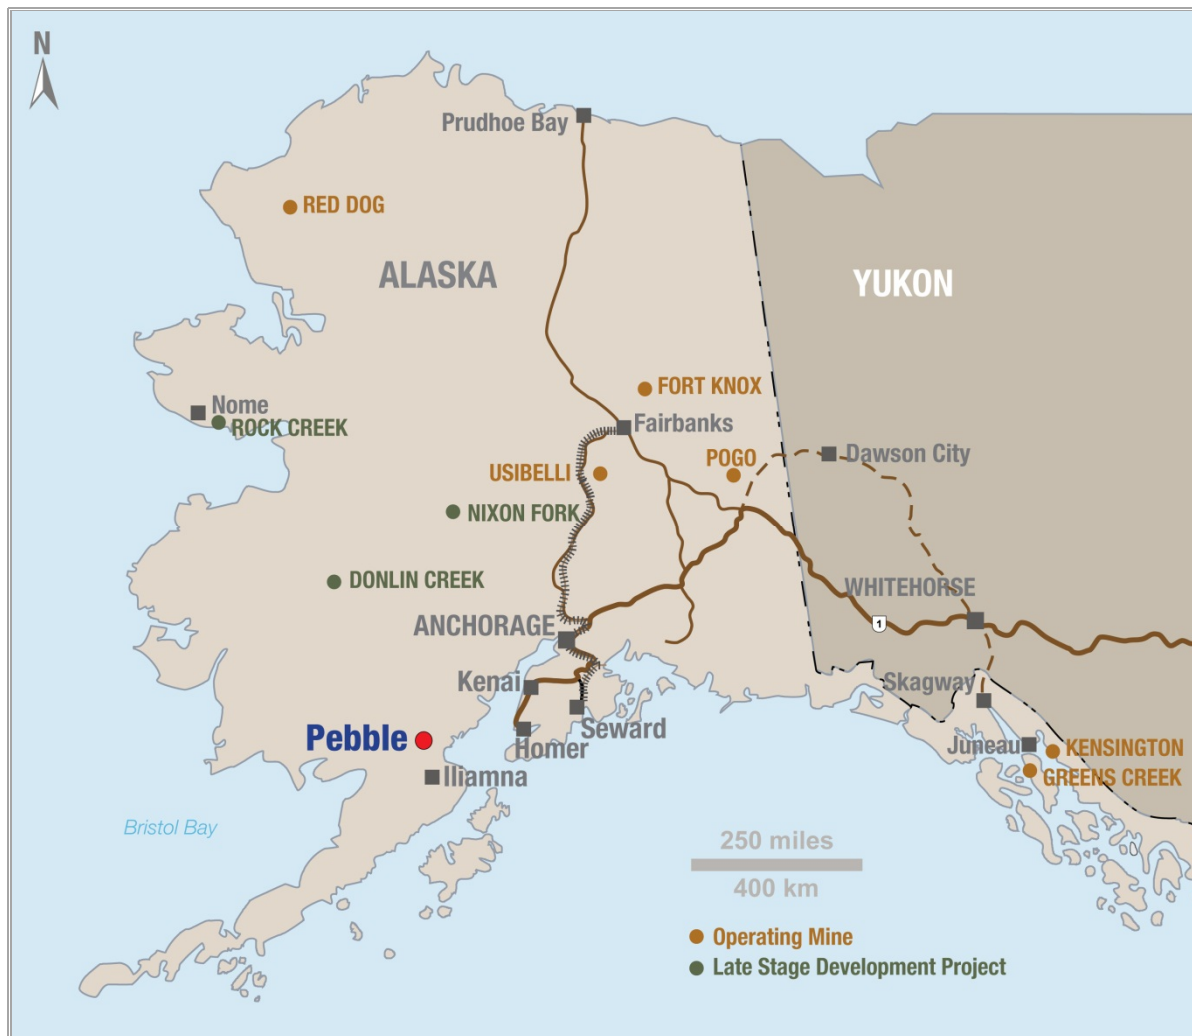 N
Prudhoe Bay
RED DOG
ALASKA
YUKON
FORT KNOX
Nome
ROCK CREEK
Fairbanks
Dawson City
USIBELLI
POGO
NIXON FORK
DONLIN CREEK
WHITEHORSE
ANCHORAGE
1
Kenai
Skagway
Seward
Pebble
Homer
Juneau
KENSINGTON
Iliamna
GREENS CREEK
Bristol Bay
250 miles
400 km
Operating Mine
Late Stage Development Project